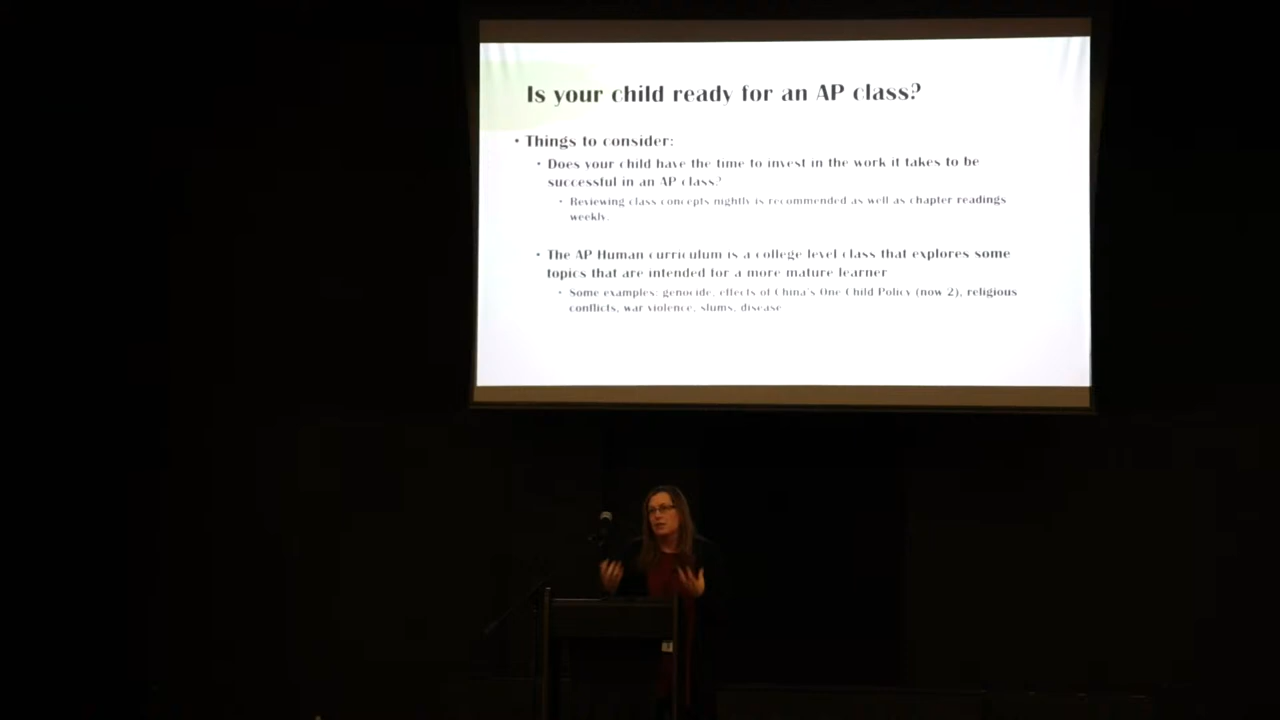 Is your child ready for an AP class?
• Things to consider:
• Does your child have the time to invest in the work it takes to be
successful in an AP class?
• Reviewing class concepts nightly is recommended as well as chapter readings
weekly.
• The AP Human curriculum is a college level class that explores some
topics that are intended for a more mature learner
• Some examples: genocide, effects of China's One Child Policy (now 2), religious
conflicts, war violence, slums, disease